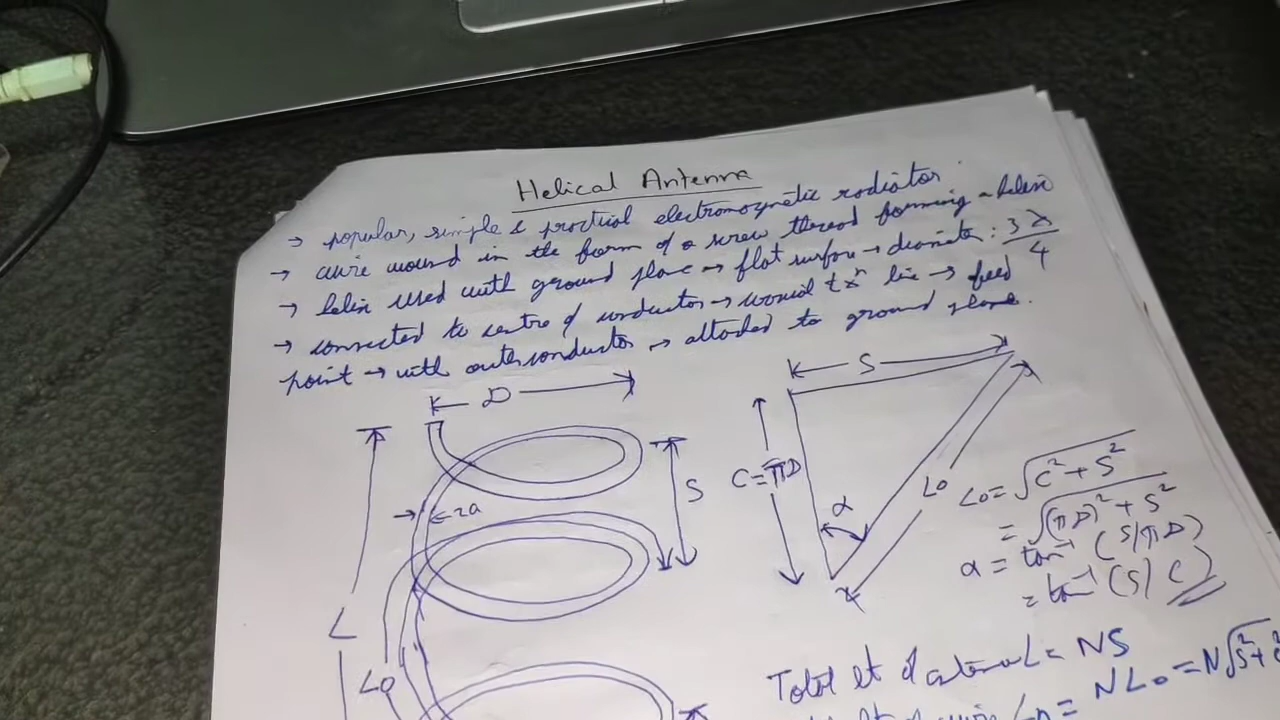 Helical Antenna
→ popular, simple & practical electromagnetic radiator
→ wire wound in the form of a screw thread forming a helix
→ helix used with ground plane → flat surface → diameter: 3λ/4
→ connected to centre of conductor → wound txⁿ line → feed
point → with outer conductor → attached to ground plane.
D
S
2a
L
L0
S
C = πD
α
L0
L0 = √(C² + S²)
= √((πD)² + S²)
α = tan⁻¹ (S/πD)
= tan⁻¹ (S/C)
Total lt of antenna L = NS
= NL0 = N√(S² +